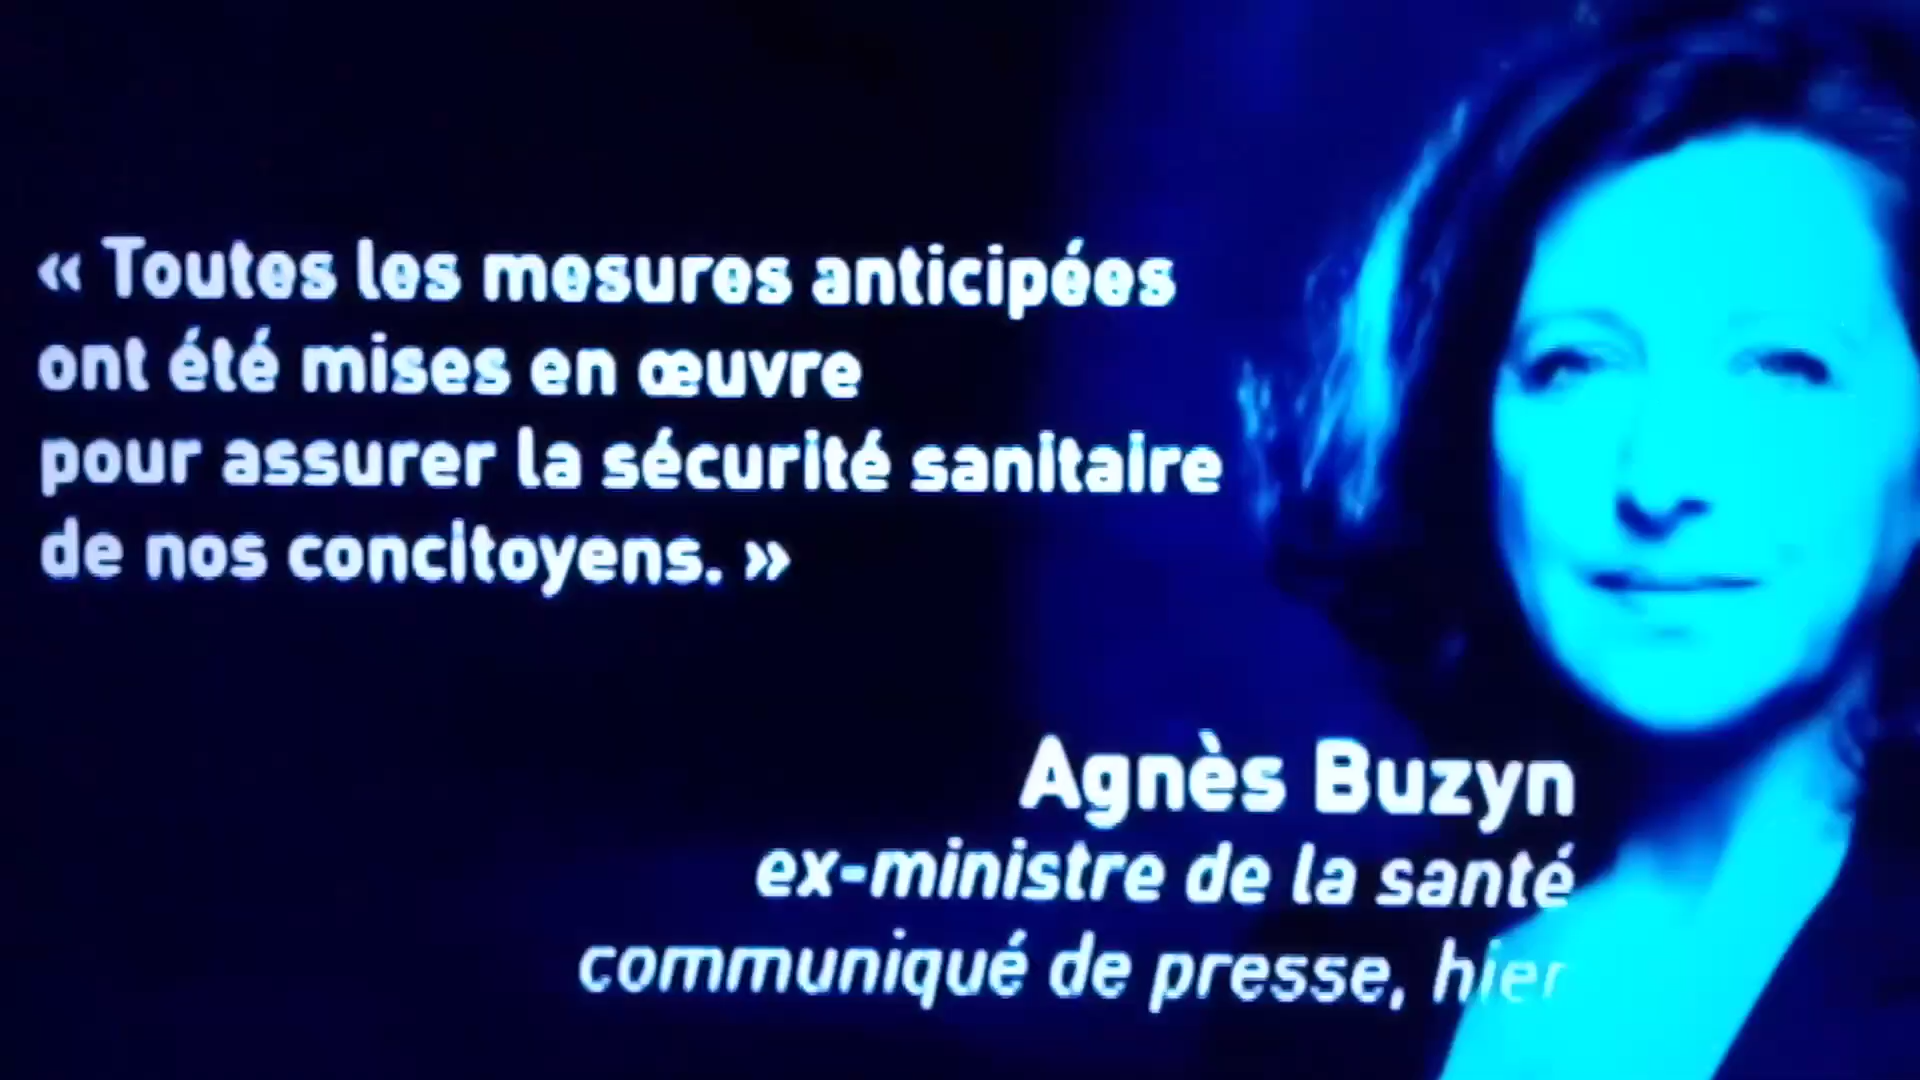 « Toutes les mesures anticipées
ont été mises en œuvre
pour assurer la sécurité sanitaire
de nos concitoyens. »
Agnès Buzyn
ex-ministre de la santé
communiqué de presse, hier